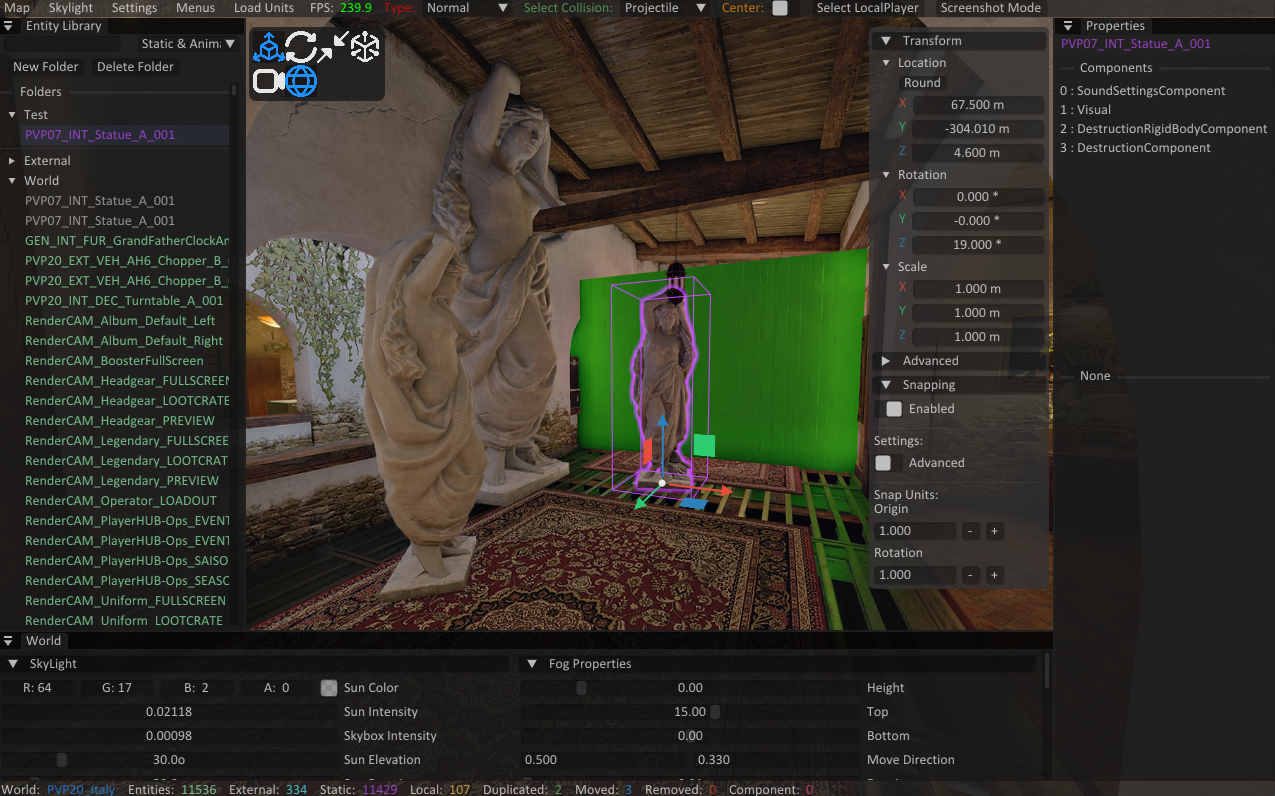 Map Skylight Settings Menus Load Units FPS: 239.9 Type: Normal Select Collision: Projectile Center: Select LocalPlayer Screenshot Mode
Entity Library
Static & Anima
New Folder Delete Folder
Folders
Test
PVP07_INT_Statue_A_001
External
World
PVP07_INT_Statue_A_001
PVP07_INT_Statue_A_001
GEN_INT_FUR_GrandFatherClockAn
PVP20_EXT_VEH_AH6_Chopper_B_
PVP20_EXT_VEH_AH6_Chopper_B_
PVP20_INT_DEC_Turntable_A_001
RenderCAM_Album_Default_Left
RenderCAM_Album_Default_Right
RenderCAM_BoosterFullScreen
RenderCAM_Headgear_FULLSCREEN
RenderCAM_Headgear_LOOTCRATE
RenderCAM_Headgear_PREVIEW
RenderCAM_Legendary_FULLSCREE
RenderCAM_Legendary_LOOTCRAT
RenderCAM_Legendary_PREVIEW
RenderCAM_Operator_LOADOUT
RenderCAM_PlayerHUB-Ops_EVENT
RenderCAM_PlayerHUB-Ops_EVENT
RenderCAM_PlayerHUB-Ops_SAISO
RenderCAM_PlayerHUB-Ops_SEASO
RenderCAM_Uniform_FULLSCREEN
RenderCAM_Uniform_LOOTCRATE
Transform
Location
Round
X 67.500 m
Y -304.010 m
Z 4.600 m
Rotation
X 0.000 °
Y -0.000 °
Z 19.000 °
Scale
X 1.000 m
Y 1.000 m
Z 1.000 m
Advanced
Snapping
Enabled
Settings:
Advanced
Snap Units:
Origin
1.000 - +
Rotation
1.000 - +
Properties
PVP07_INT_Statue_A_001
Components
0 : SoundSettingsComponent
1 : Visual
2 : DestructionRigidBodyComponent
3 : DestructionComponent
None
World
SkyLight
R: 64 G: 17 B: 2 A: 0 Sun Color
0.02118 Sun Intensity
0.00098 Skybox Intensity
30.0o Sun Elevation
Fog Properties
0.00 Height
15.00 Top
0.00 Bottom
0.500 0.330 Move Direction
World: PVP20_Italy Entities: 11536 External: 334 Static: 11429 Local: 107 Duplicated: 2 Moved: 3 Removed: 0 Component: 0